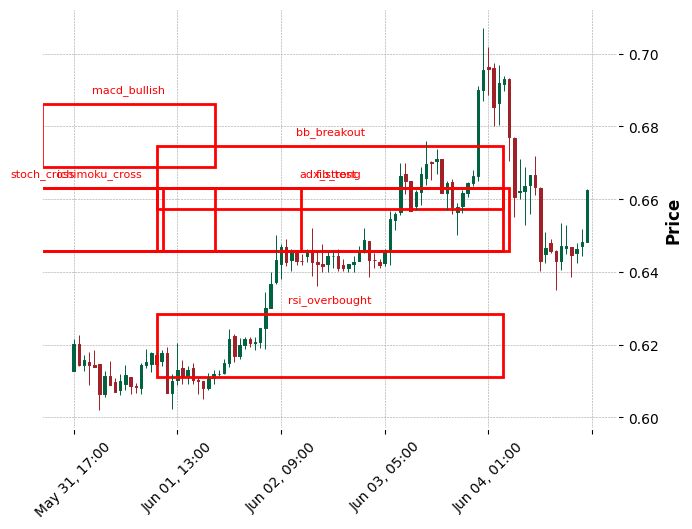 macd_bullish
bb_breakout
stoch_cross
ichimoku_cross
rsi_overbought
0.70
0.68
0.66
0.64
0.62
0.60
Price
May 31, 17:00
Jun 01, 13:00
Jun 02, 09:00
Jun 03, 05:00
Jun 04, 01:00